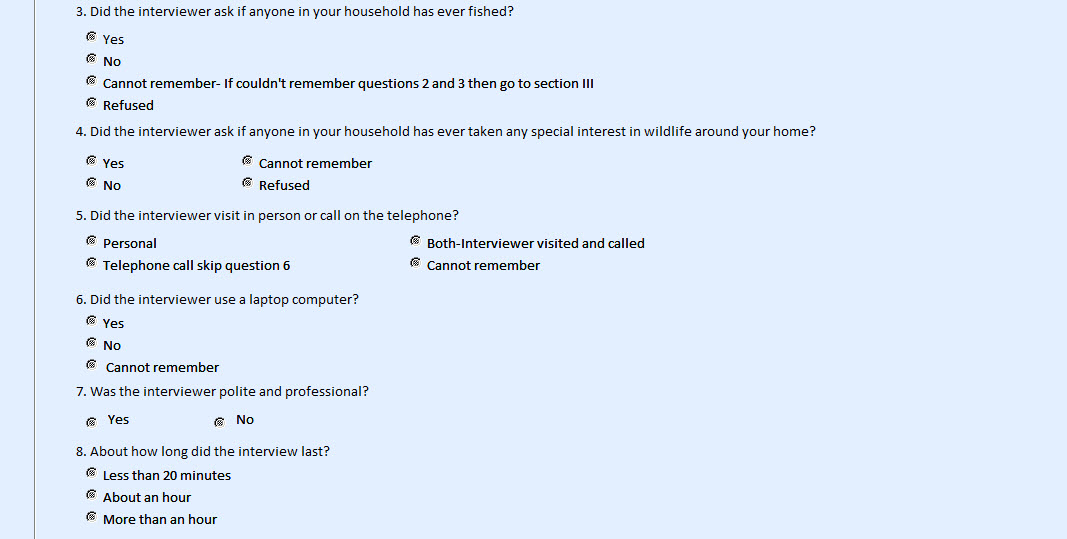 3. Did the interviewer ask if anyone in your household has ever fished?
Yes
No
Cannot remember- If couldn't remember questions 2 and 3 then go to section III
Refused
4. Did the interviewer ask if anyone in your household has ever taken any special interest in wildlife around your home?
Yes Cannot remember
No Refused
5. Did the interviewer visit in person or call on the telephone?
Personal Both-Interviewer visited and called
Telephone call skip question 6 Cannot remember
6. Did the interviewer use a laptop computer?
Yes
No
Cannot remember
7. Was the interviewer polite and professional?
Yes No
8. About how long did the interview last?
Less than 20 minutes
About an hour
More than an hour